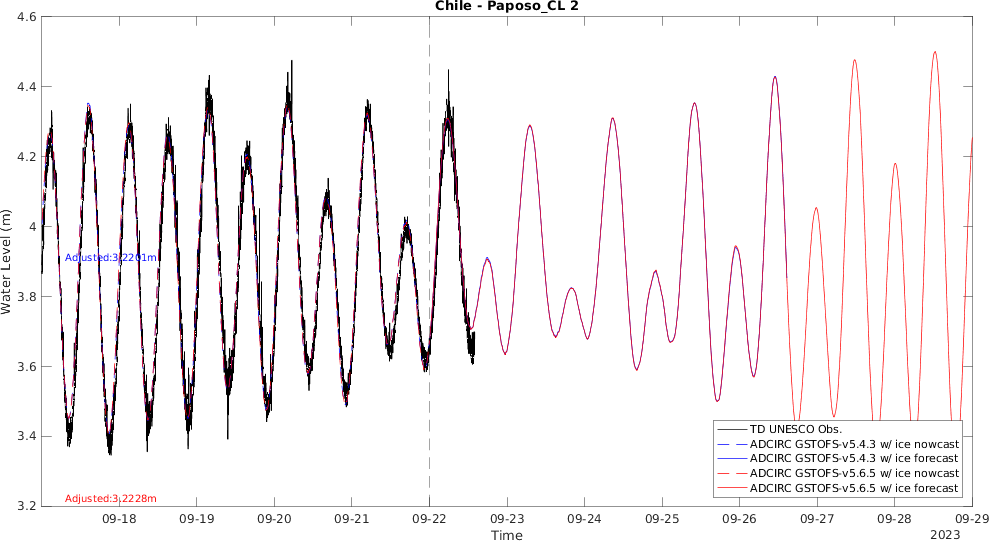 Chile - Paposo_CL 2
Water Level (m)
4.6
4.4
4.2
4
3.8
3.6
3.4
3.2
Adjusted:3.2201m
Adjusted:3.2228m
TD UNESCO Obs.
ADCIRC GSTOFS-v5.4.3 w/ ice nowcast
ADCIRC GSTOFS-v5.4.3 w/ ice forecast
ADCIRC GSTOFS-v5.6.5 w/ ice nowcast
ADCIRC GSTOFS-v5.6.5 w/ ice forecast
09-18 09-19 09-20 09-21 09-22 09-23 09-24 09-25 09-26 09-27 09-28 09-29
Time
2023